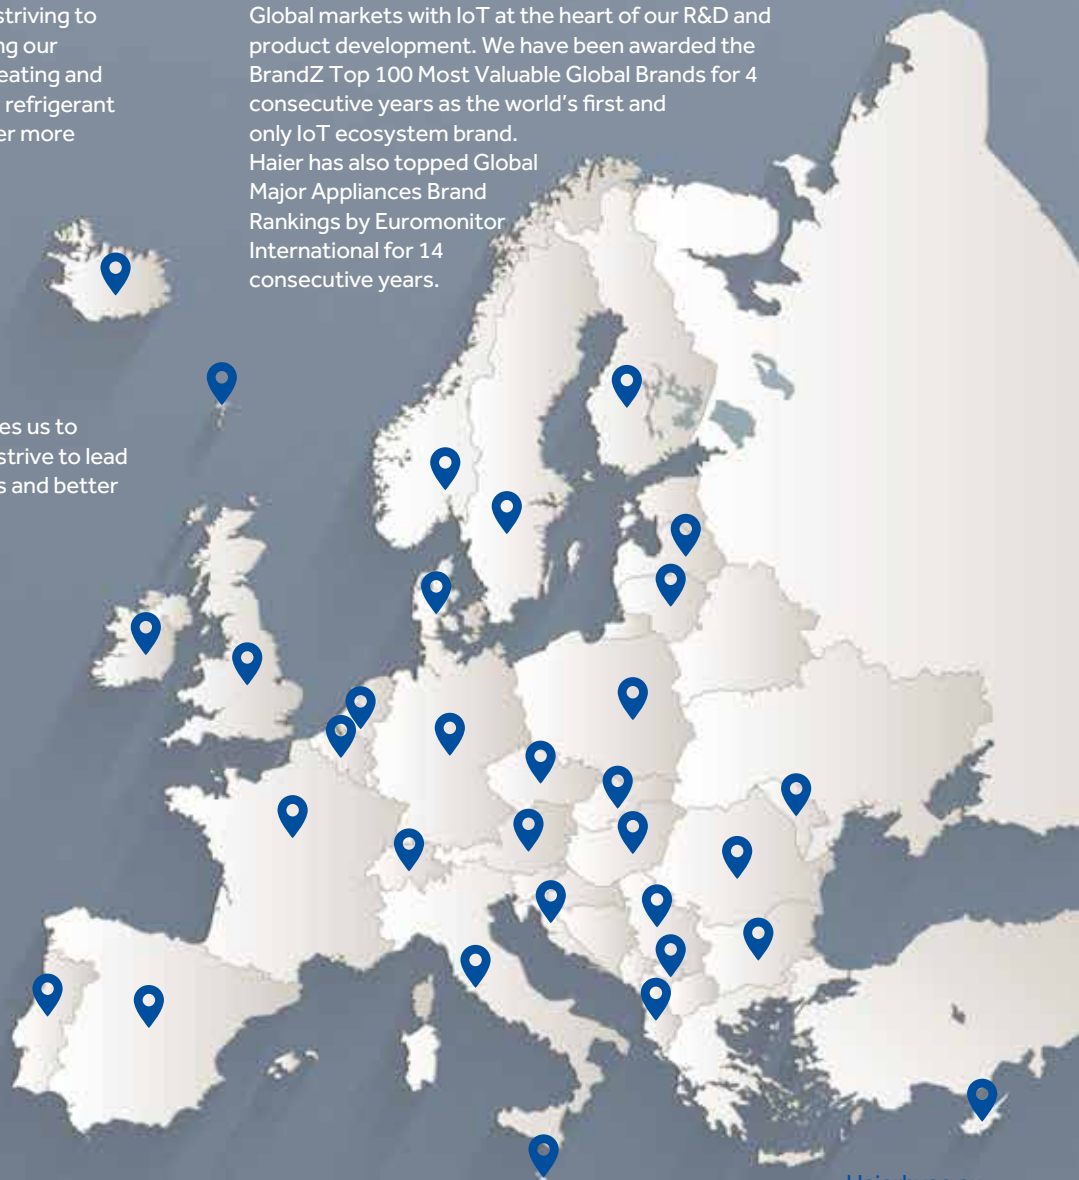 striving to
ng our
eating and
refrigerant
er more
es us to
strive to lead
s and better
Global markets with IoT at the heart of our R&D and
product development. We have been awarded the
BrandZ Top 100 Most Valuable Global Brands for 4
consecutive years as the world's first and
only IoT ecosystem brand.
Haier has also topped Global
Major Appliances Brand
Rankings by Euromonitor
International for 14
consecutive years.